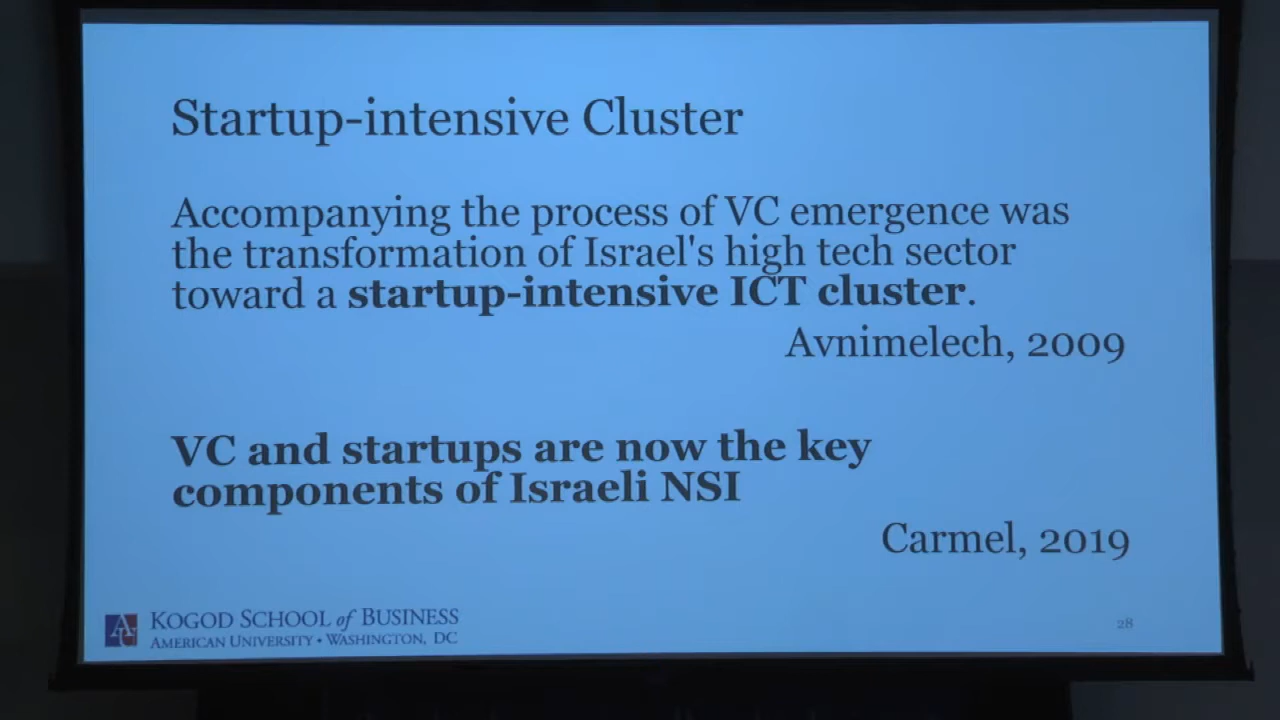 Startup-intensive Cluster
Accompanying the process of VC emergence was
the transformation of Israel's high tech sector
toward a startup-intensive ICT cluster.
Avnimelech, 2009
VC and startups are now the key
components of Israeli NSI
Carmel, 2019
AU KOGOD SCHOOL of BUSINESS
AMERICAN UNIVERSITY • WASHINGTON, DC
28